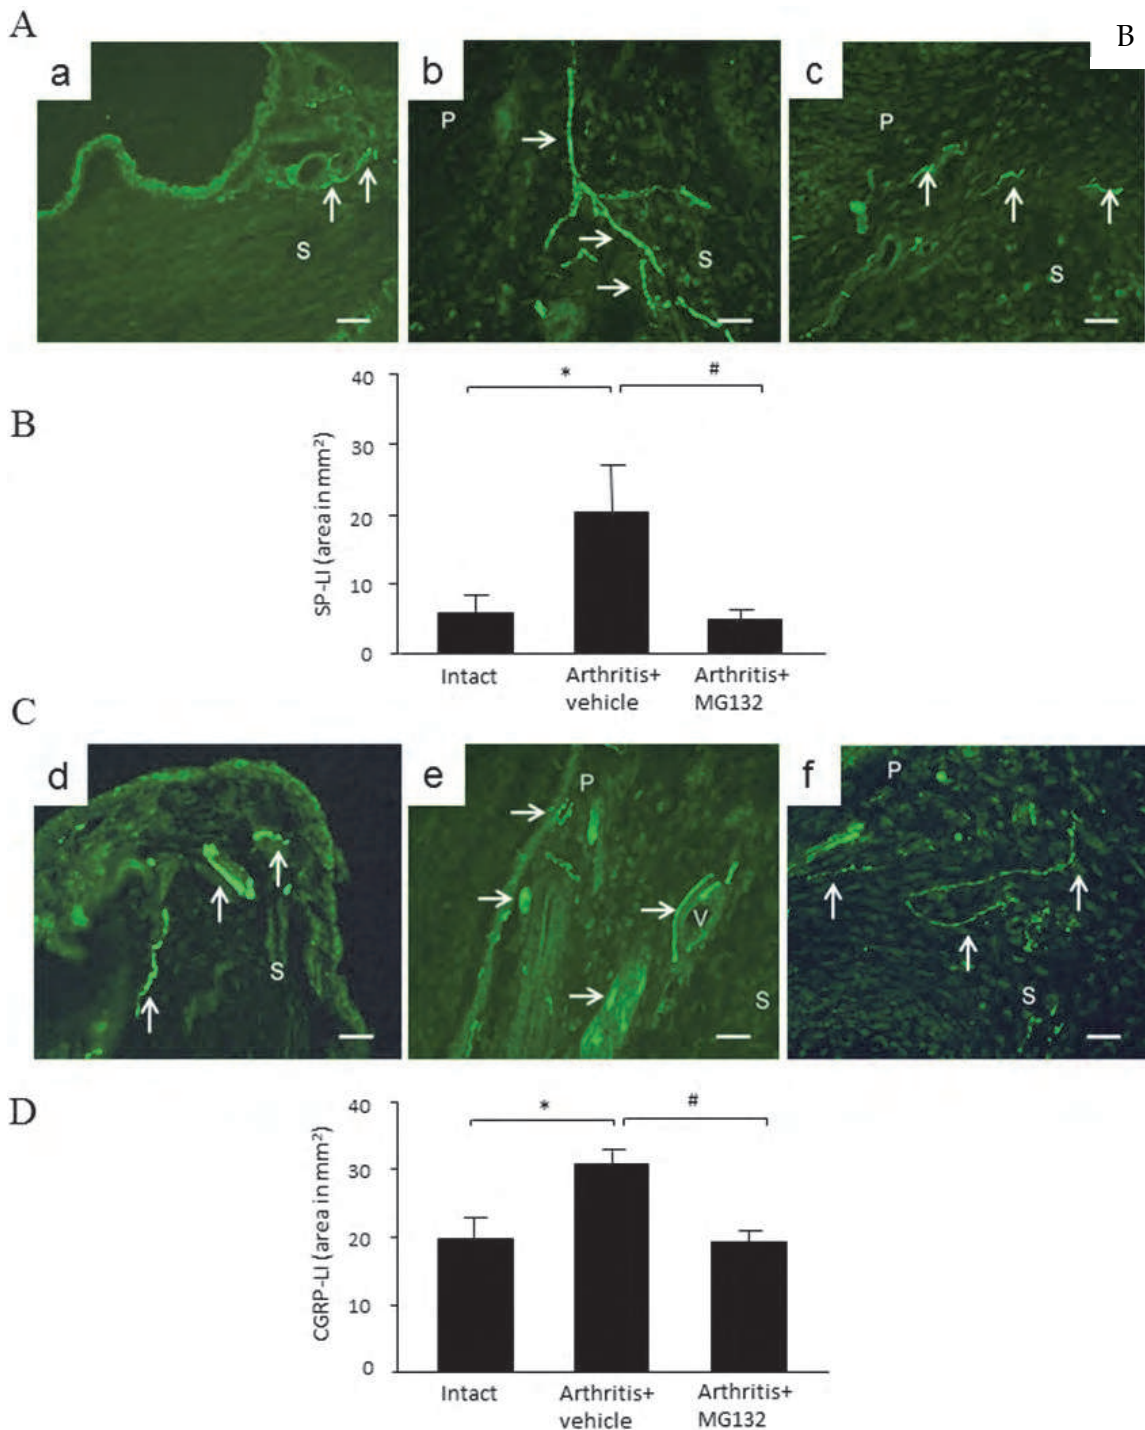 A
B
a
S
b
P
S
c
P
S
B
40
30
20
10
0
SP-LI (area in mm²)
*
#
Intact
Arthritis+
vehicle
Arthritis+
MG132
C
d
S
e
P
V
S
f
P
S
D
40
30
20
10
0
CGRP-LI (area in mm²)
*
#
Intact
Arthritis+
vehicle
Arthritis+
MG132